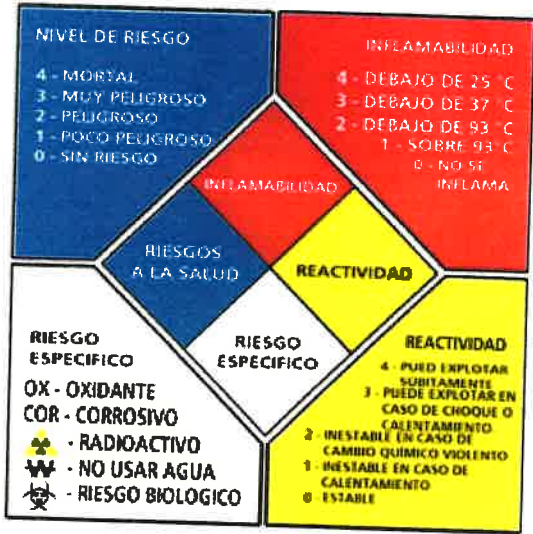 NIVEL DE RIESGO
4 - MORTAL
3 - MUY PELIGROSO
2 - PELIGROSO
1 - POCO PELIGROSO
0 - SIN RIESGO
INFLAMABILIDAD
4 - DEBAJO DE 25 °C
3 - DEBAJO DE 37 °C
2 - DEBAJO DE 93 °C
1 - SOBRE 93 °C
0 - NO SE
INFLAMA
INFLAMABILIDAD
RIESGOS
A LA SALUD
REACTIVIDAD
RIESGO
ESPECIFICO
RIESGO
ESPECIFICO
OX - OXIDANTE
COR - CORROSIVO
- RADIOACTIVO
W - NO USAR AGUA
- RIESGO BIOLOGICO
REACTIVIDAD
4 - PUED EXPLOTAR
SUBITAMENTE
3 - PUEDE EXPLOTAR EN
CASO DE CHOQUE O
CALENTAMIENTO
2 - INESTABLE EN CASO DE
CAMBIO QUÍMICO VIOLENTO
1 - INESTABLE EN CASO DE
CALENTAMIENTO
0 - ESTABLE